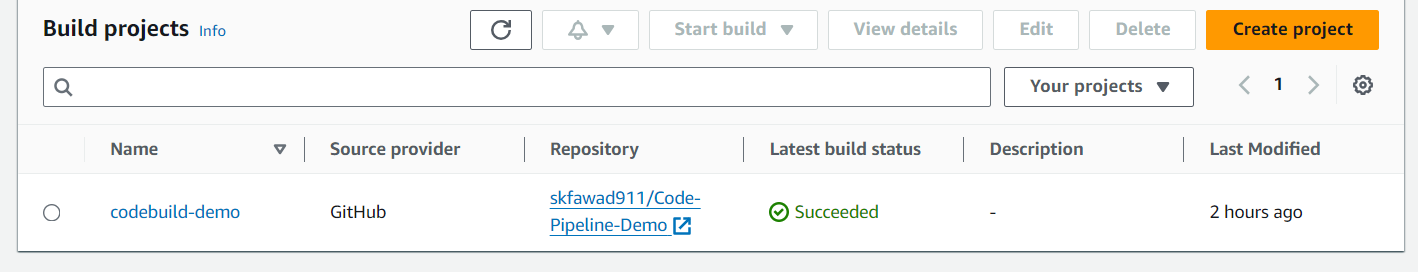 Build projects Info
Start build
View details
Edit
Delete
Create project
Your projects
1
Name
Source provider
Repository
Latest build status
Description
Last Modified
codebuild-demo
GitHub
skfawad911/Code-
Pipeline-Demo
Succeeded
-
2 hours ago